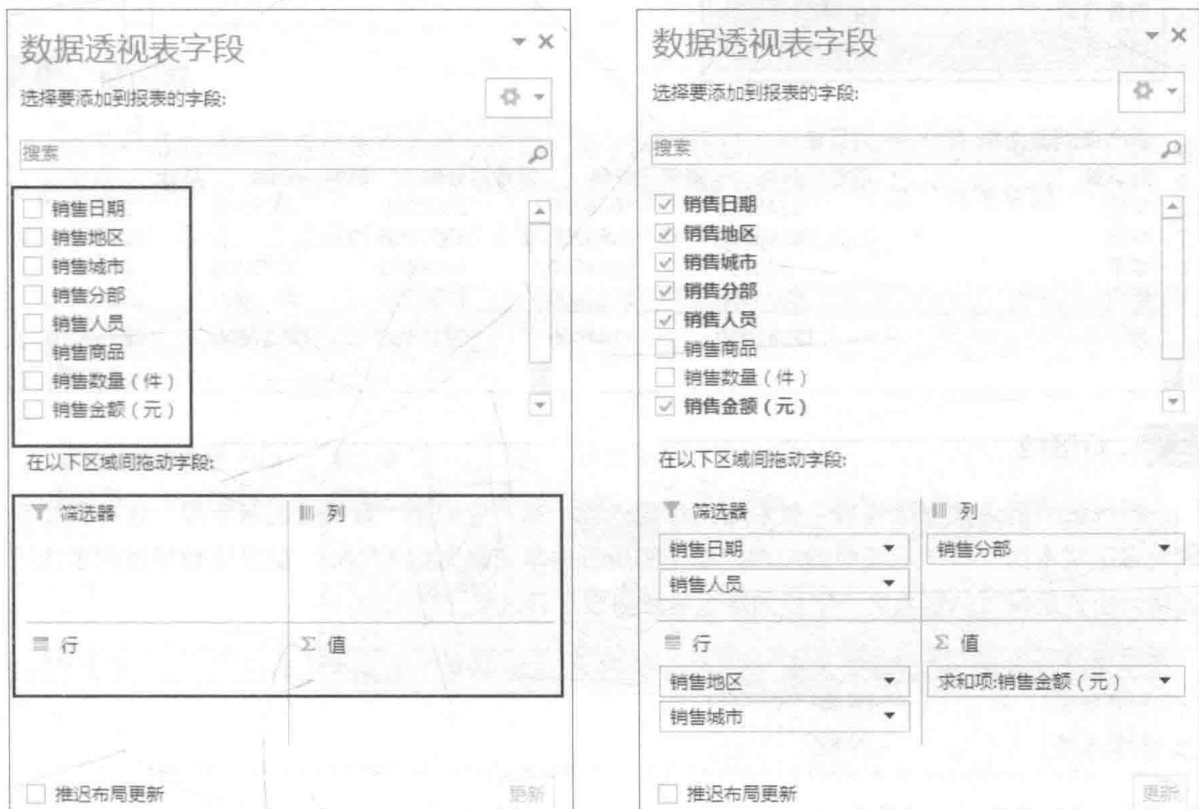 数据透视表字段
选择要添加到报表的字段:
搜索
销售日期
销售地区
销售城市
销售分部
销售人员
销售商品
销售数量(件)
销售金额(元)
在以下区域间拖动字段:
筛选器
列
行
Σ 值
推迟布局更新
更新
数据透视表字段
选择要添加到报表的字段:
搜索
销售日期
销售地区
销售城市
销售分部
销售人员
销售商品
销售数量(件)
销售金额(元)
在以下区域间拖动字段:
筛选器
列
销售日期
销售分部
销售人员
行
Σ 值
销售地区
求和项:销售金额(元)
销售城市
推迟布局更新
更新